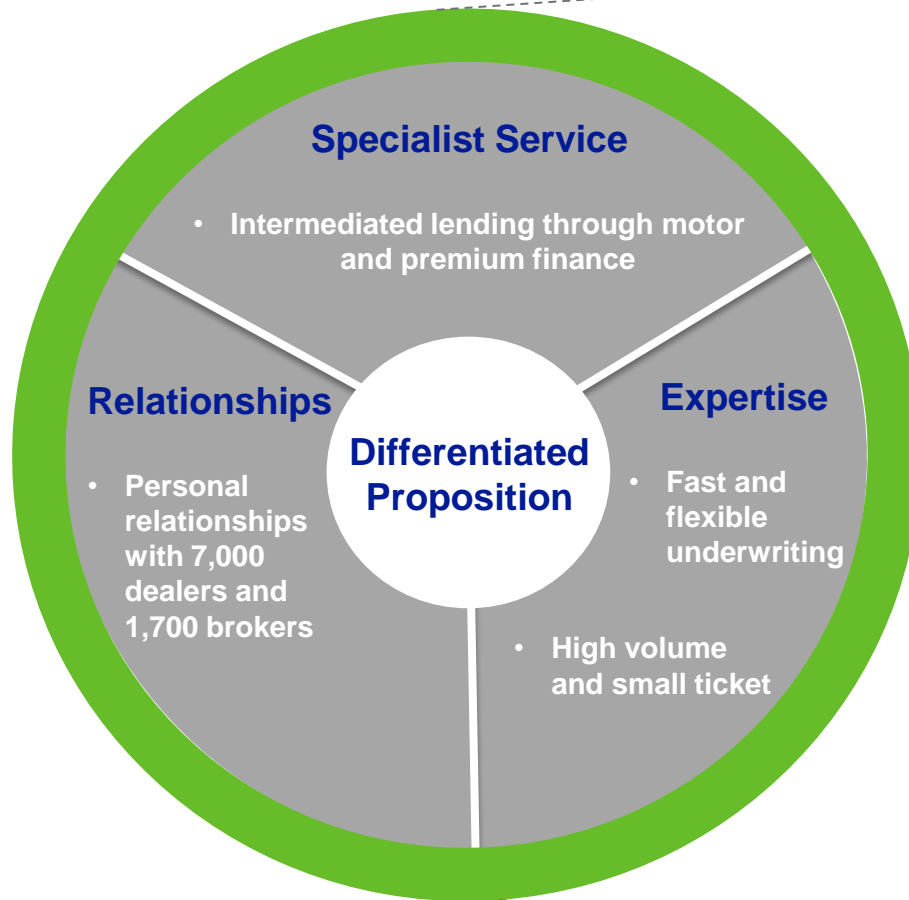 Specialist Service
• Intermediated lending through motor
and premium finance
Relationships
• Personal
relationships
with 7,000
dealers and
1,700 brokers
Differentiated
Proposition
Expertise
• Fast and
flexible
underwriting
• High volume
and small ticket